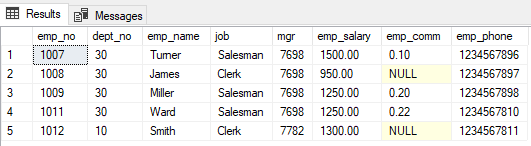 Results Messages
emp_no dept_no emp_name job mgr emp_salary emp_comm emp_phone
1 1007 30 Turner Salesman 7698 1500.00 0.10 1234567896
2 1008 30 James Clerk 7698 950.00 NULL 1234567897
3 1009 30 Miller Salesman 7698 1250.00 0.20 1234567898
4 1011 30 Ward Salesman 7698 1250.00 0.22 1234567810
5 1012 10 Smith Clerk 7782 1300.00 NULL 1234567811